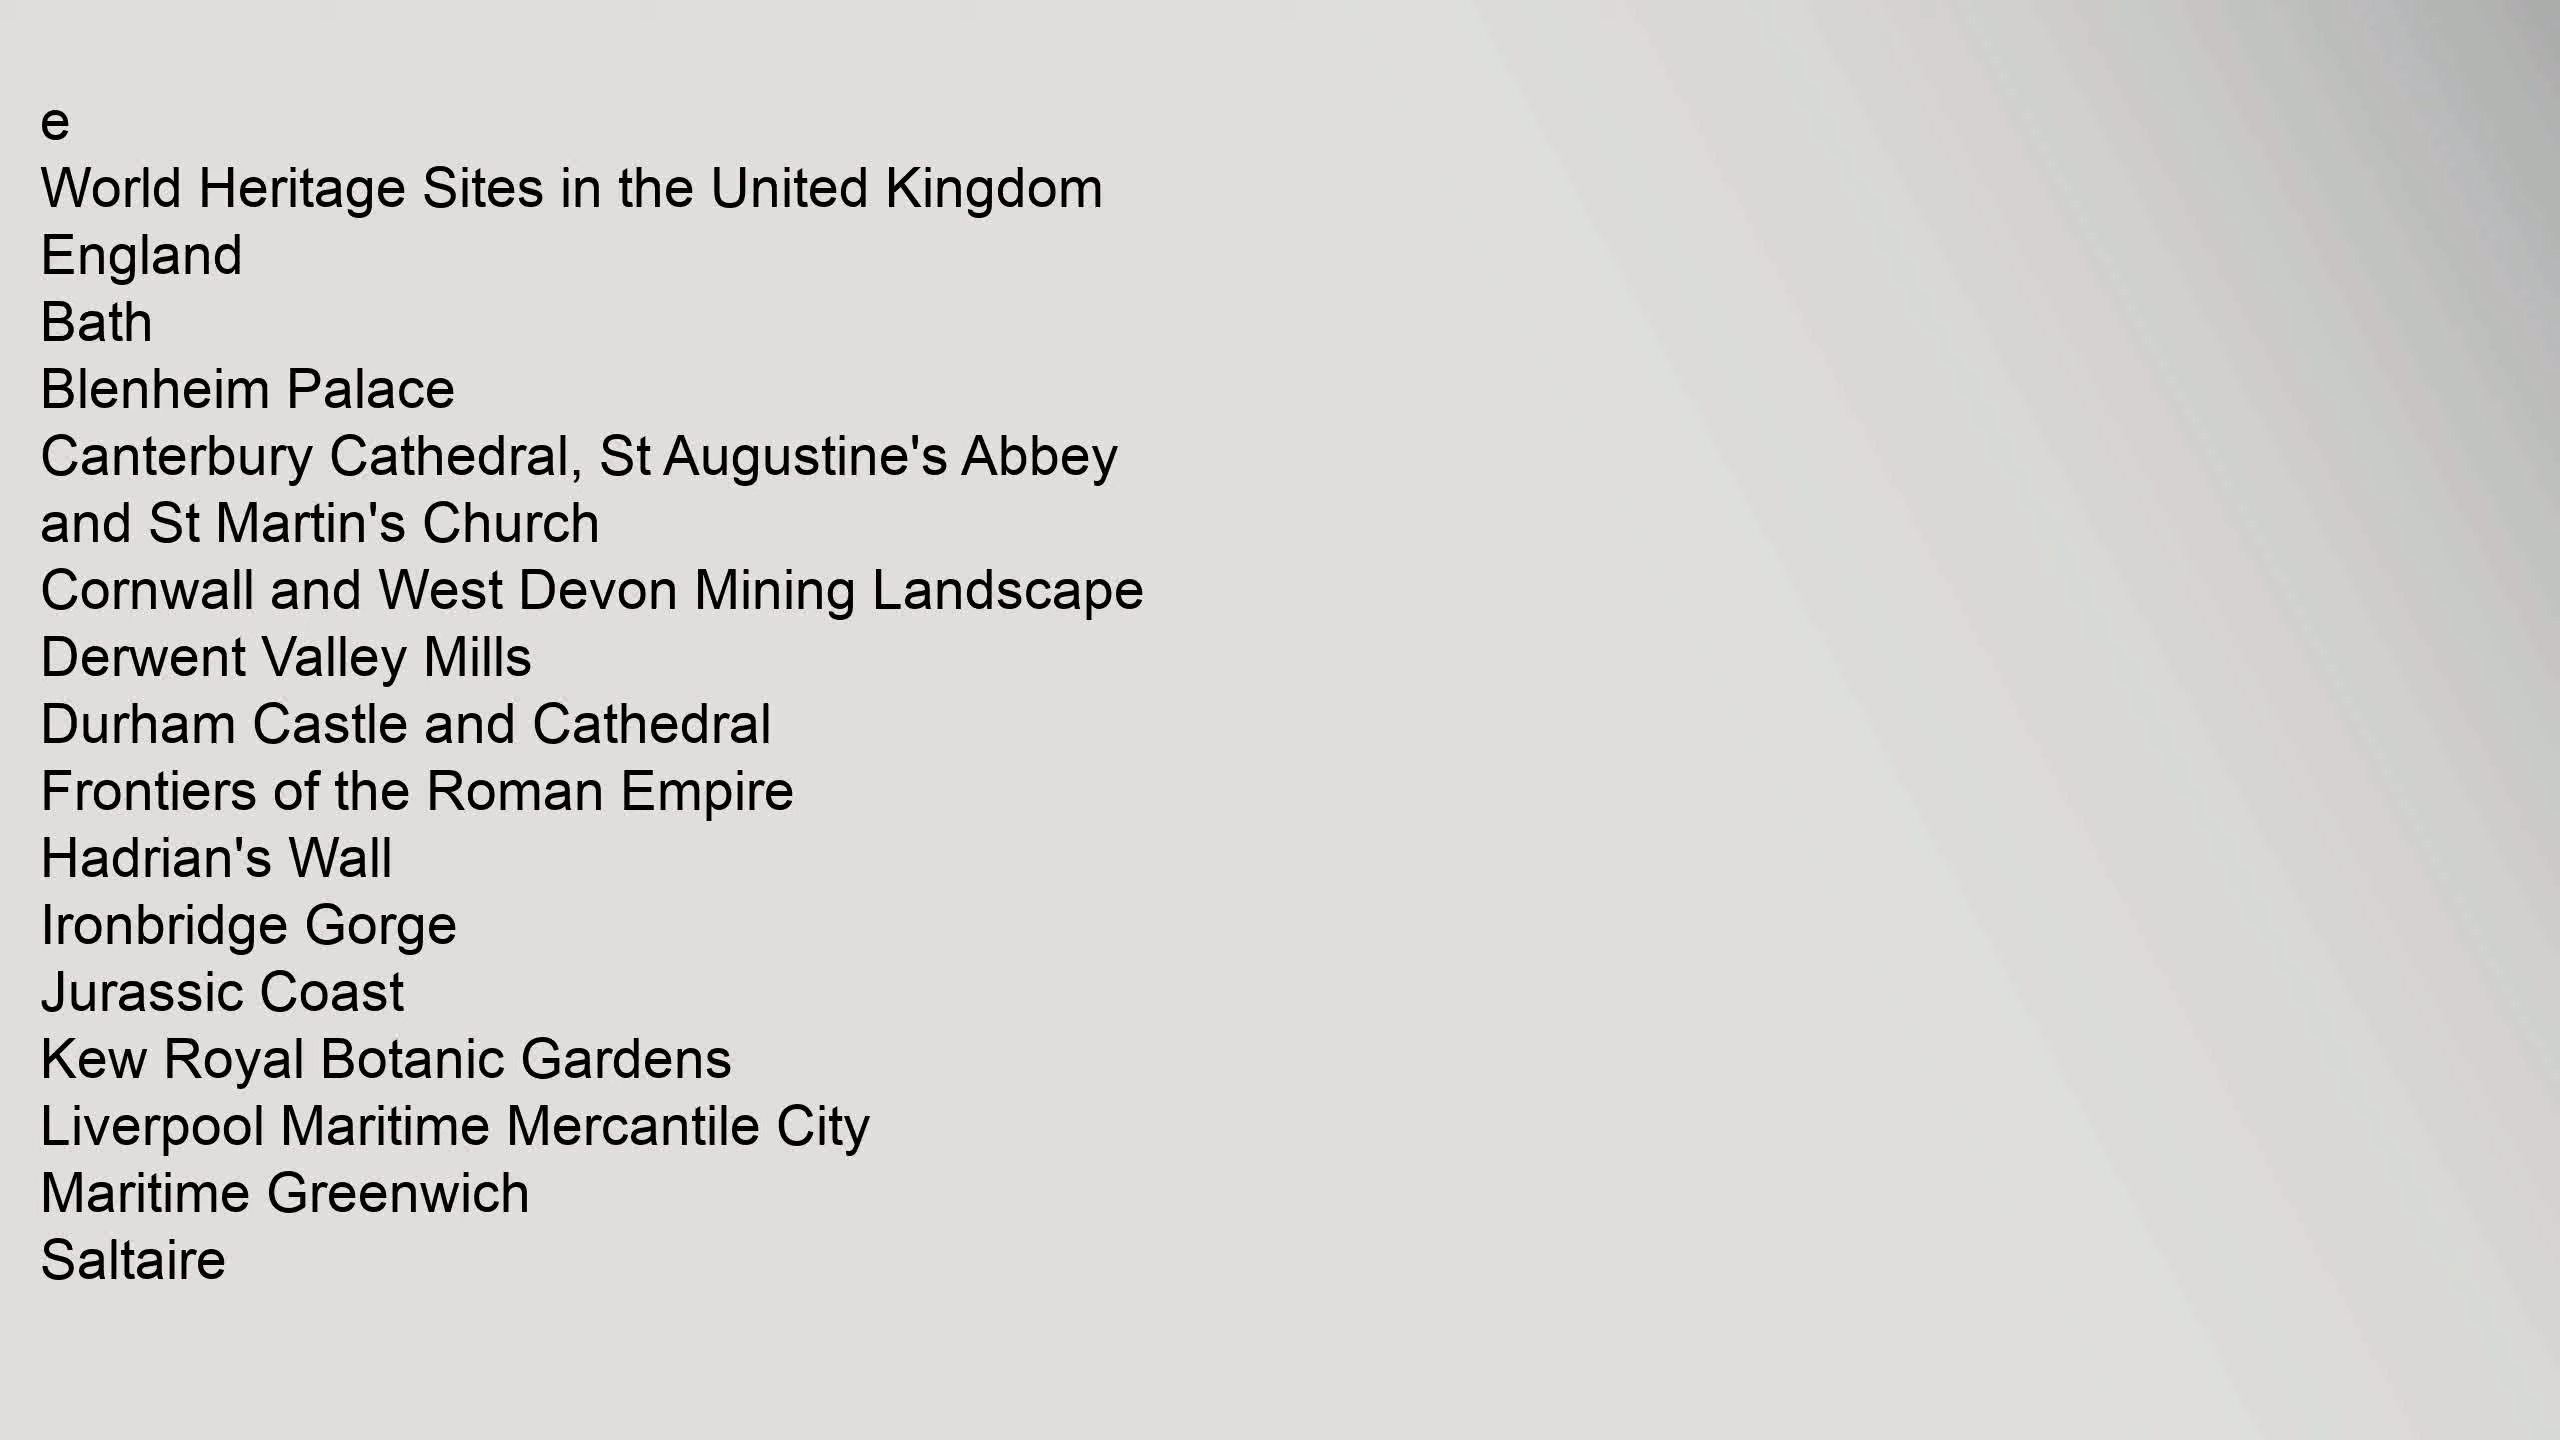 e
World Heritage Sites in the United Kingdom
England
Bath
Blenheim Palace
Canterbury Cathedral, St Augustine's Abbey
and St Martin's Church
Cornwall and West Devon Mining Landscape
Derwent Valley Mills
Durham Castle and Cathedral
Frontiers of the Roman Empire
Hadrian's Wall
Ironbridge Gorge
Jurassic Coast
Kew Royal Botanic Gardens
Liverpool Maritime Mercantile City
Maritime Greenwich
Saltaire